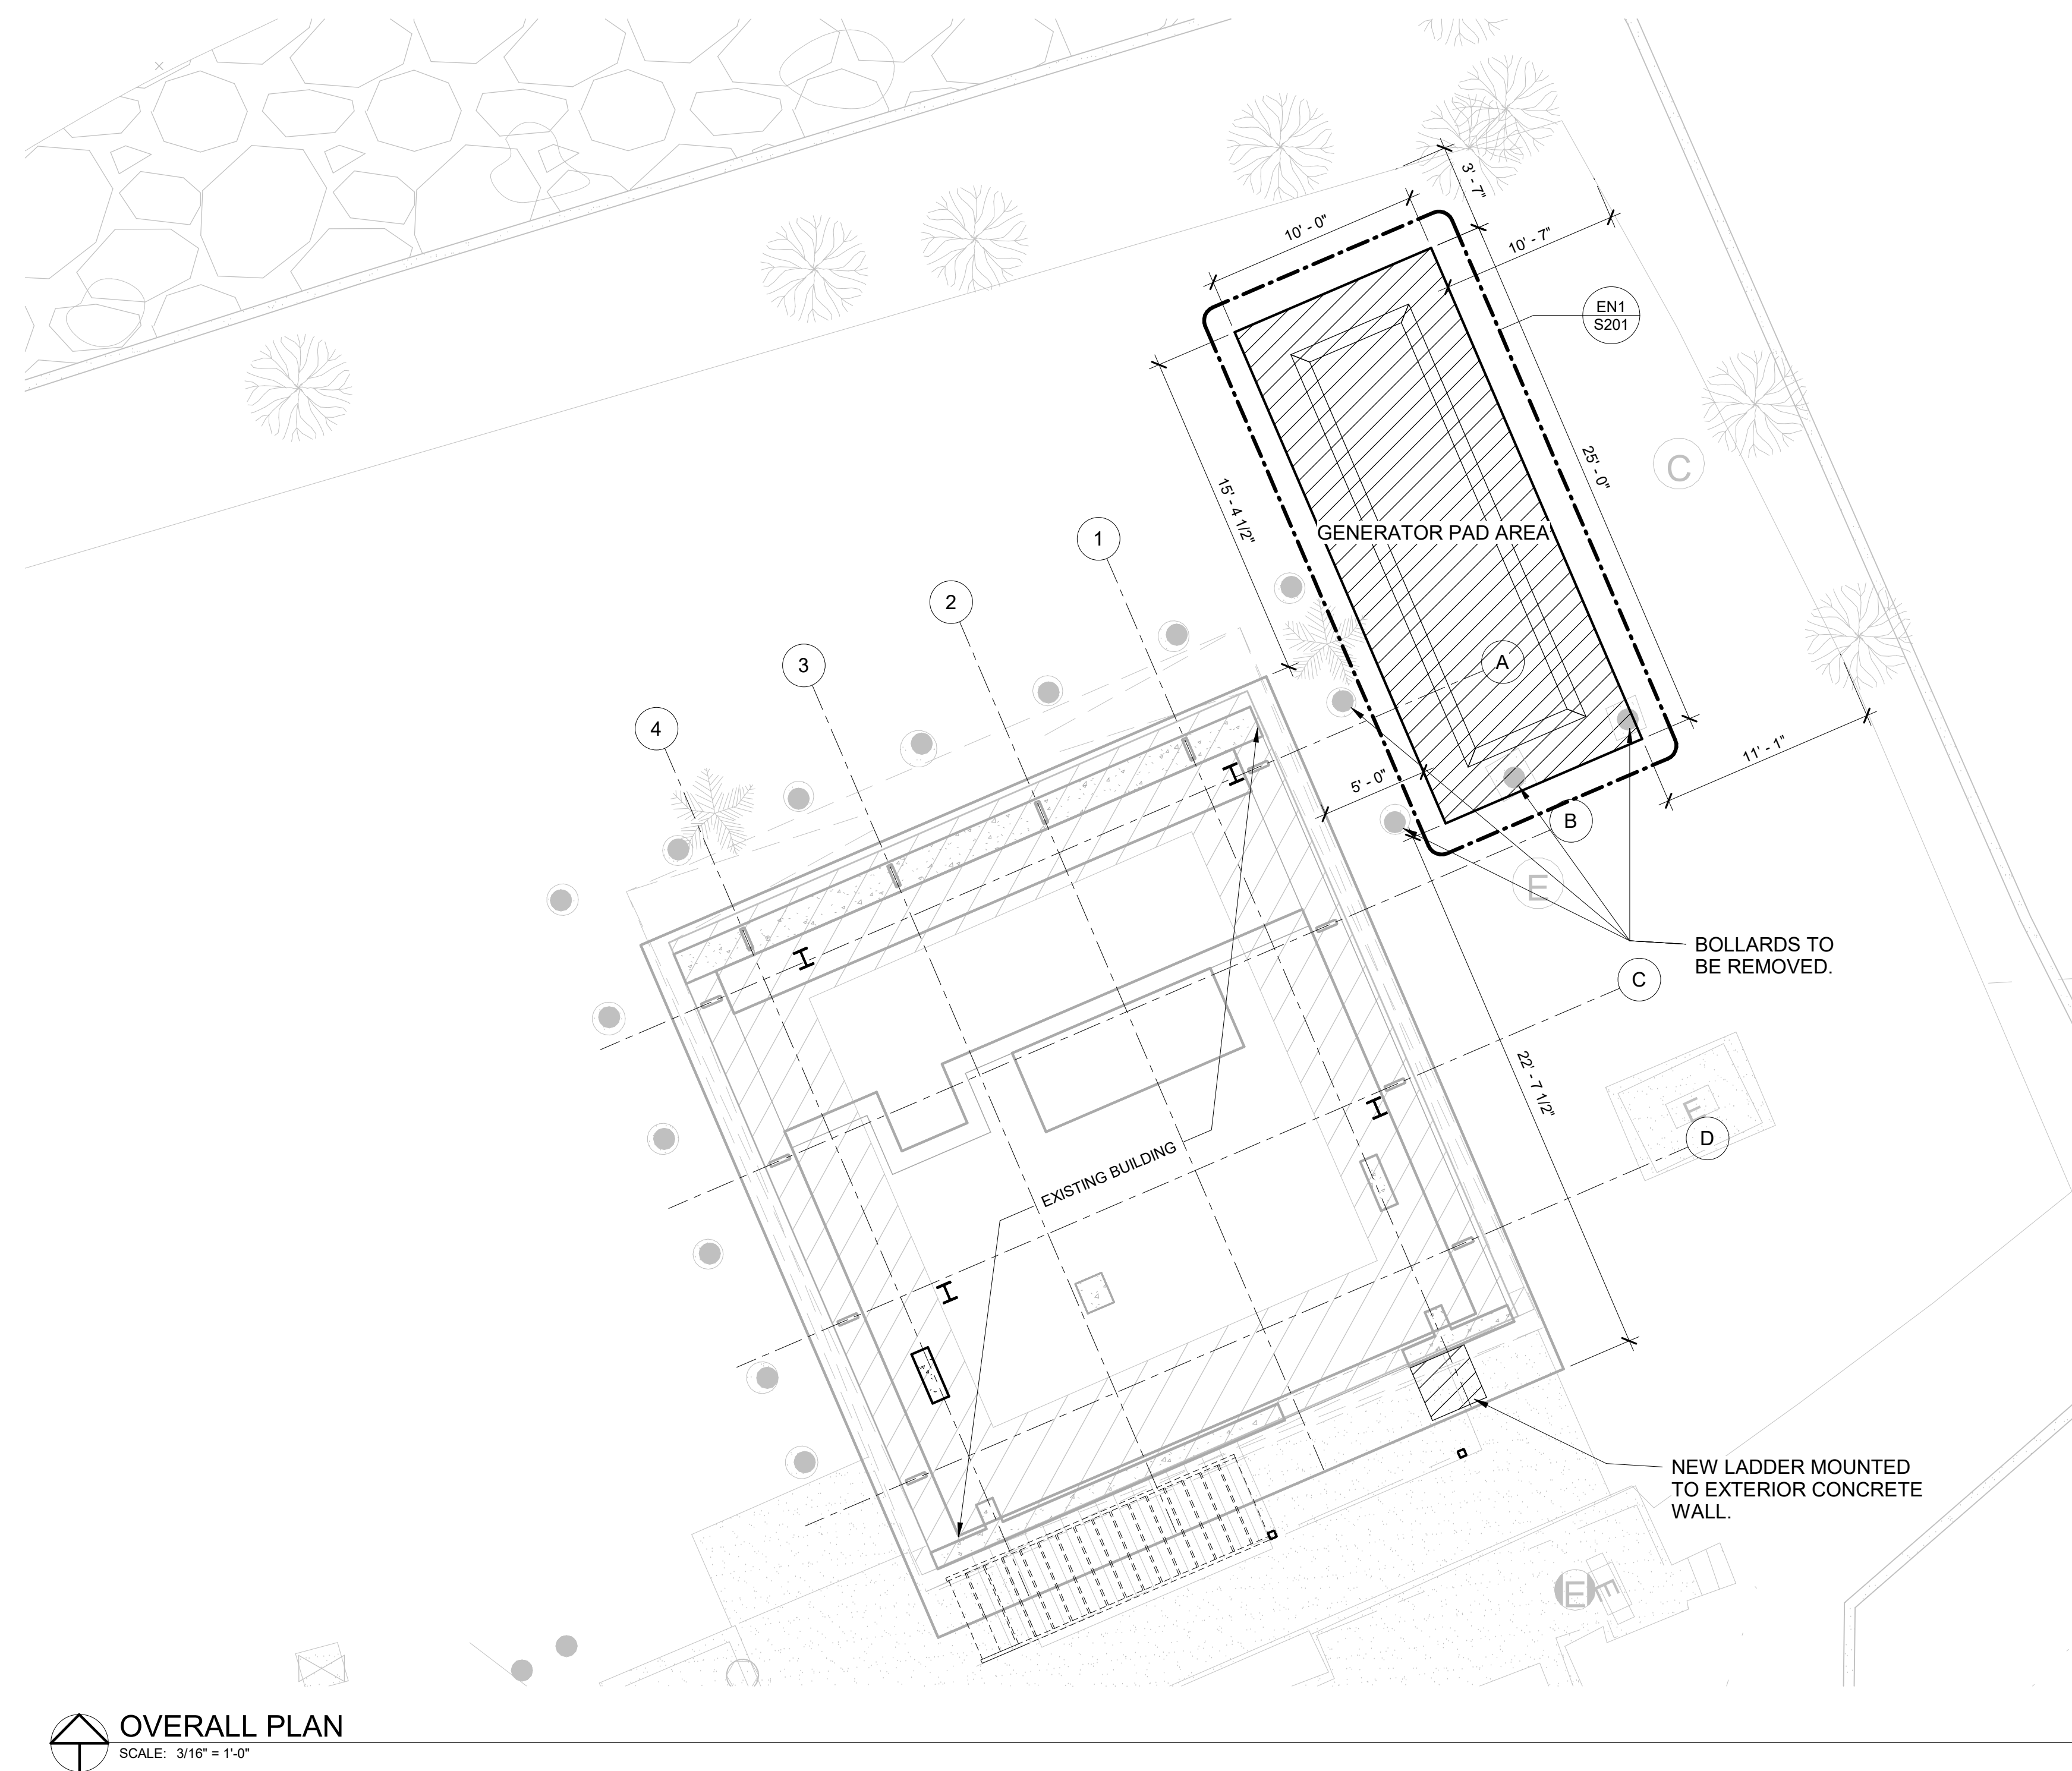 3' - 7"
10' - 0"
10' - 7"
EN1
S201
C
25' - 0"
15' - 4 1/2"
GENERATOR PAD AREA
1
2
3
4
A
11' - 1"
5' - 0"
B
E
BOLLARDS TO
BE REMOVED.
C
22' - 7 1/2"
E
D
EXISTING BUILDING
NEW LADDER MOUNTED
TO EXTERIOR CONCRETE
WALL.
E
E
OVERALL PLAN
SCALE: 3/16" = 1'-0"